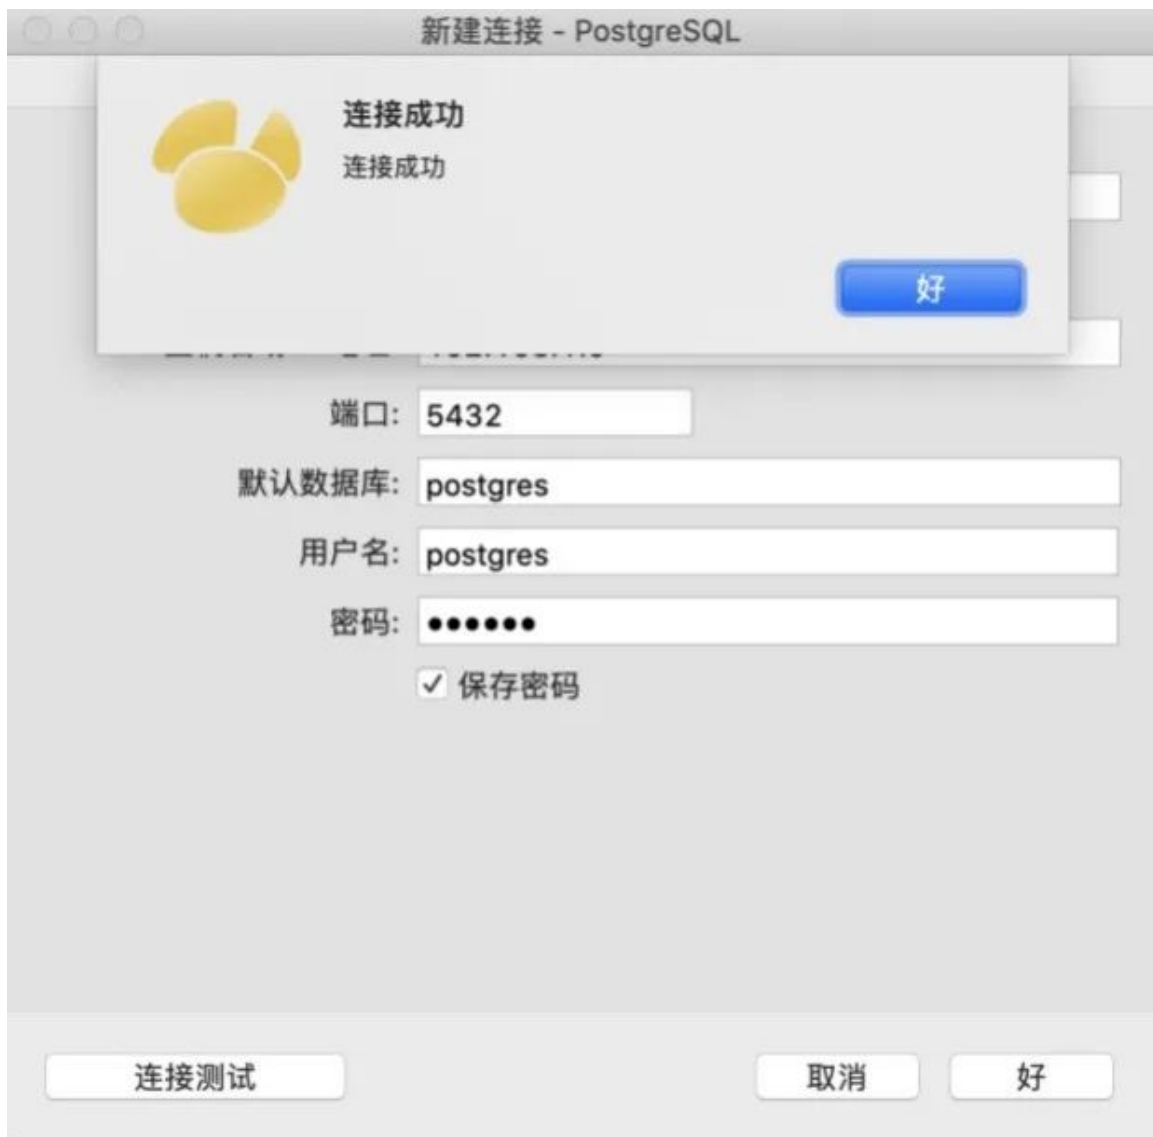 新建连接 - PostgreSQL
连接成功
连接成功
好
端口: 5432
默认数据库: postgres
用户名: postgres
密码: ●●●●●●
保存密码
连接测试 取消 好